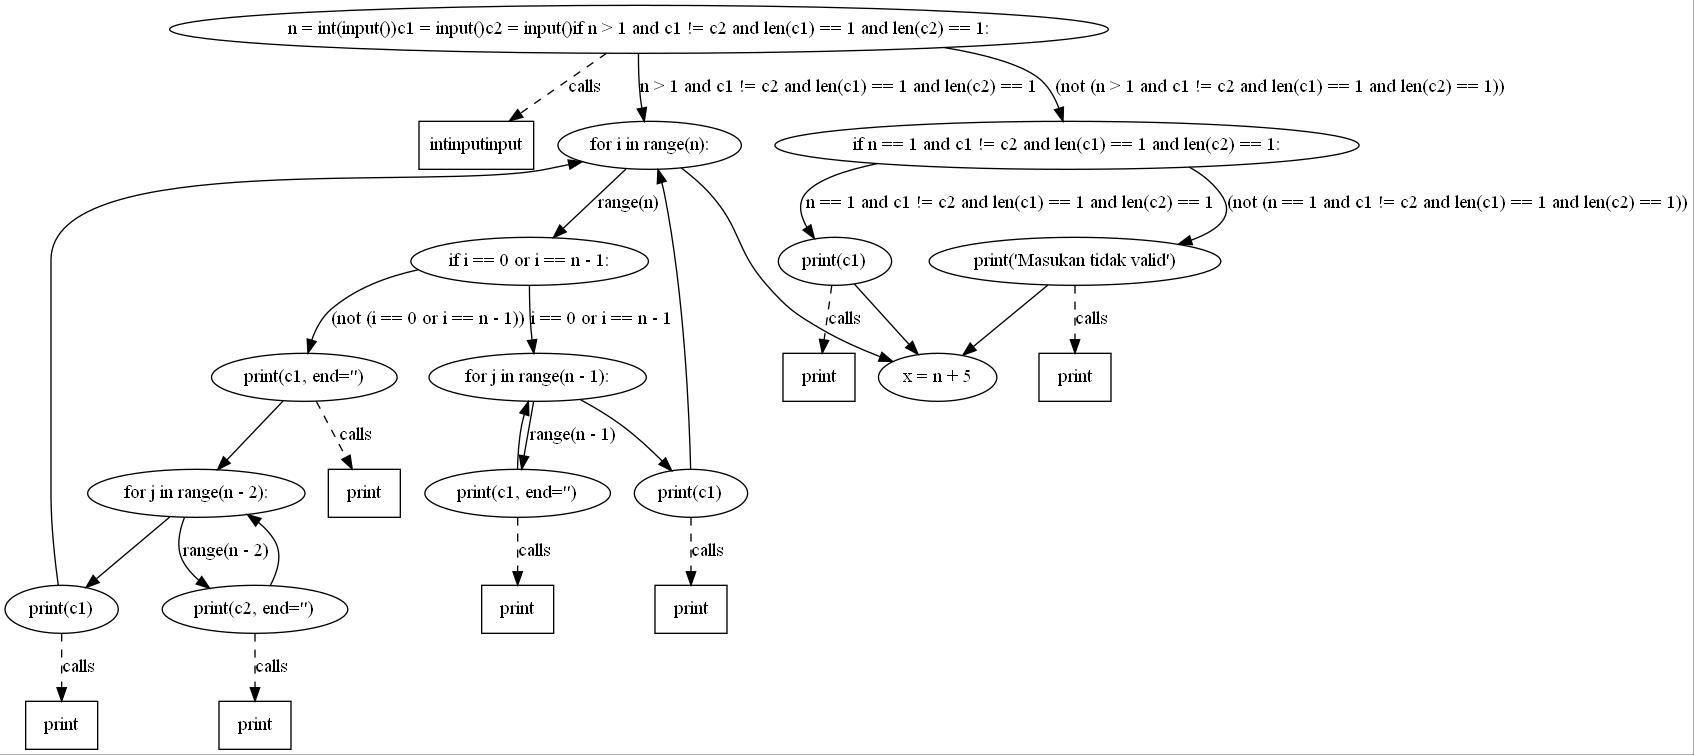 n = int(input())c1 = input()c2 = input()if n > 1 and c1 != c2 and len(c1) == 1 and len(c2) == 1:
calls
n > 1 and c1 != c2 and len(c1) == 1 and len(c2) == 1
(not (n > 1 and c1 != c2 and len(c1) == 1 and len(c2) == 1))
intinputinput
for i in range(n):
if n == 1 and c1 != c2 and len(c1) == 1 and len(c2) == 1:
range(n)
n == 1 and c1 != c2 and len(c1) == 1 and len(c2) == 1
(not (n == 1 and c1 != c2 and len(c1) == 1 and len(c2) == 1))
if i == 0 or i == n - 1:
print(c1)
print('Masukan tidak valid')
(not (i == 0 or i == n - 1))
i == 0 or i == n - 1
calls
calls
print(c1, end='')
for j in range(n - 1):
print
x = n + 5
print
calls
range(n - 1)
for j in range(n - 2):
print
print(c1, end='')
print(c1)
range(n - 2)
calls
calls
print(c1)
print(c2, end='')
print
print
calls
calls
print
print